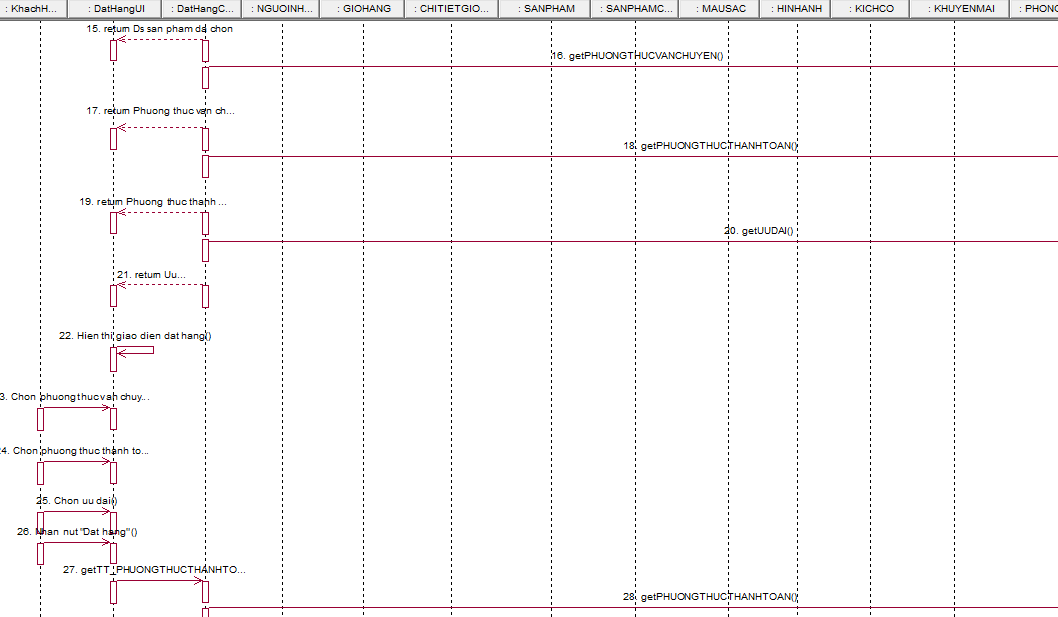 : KhachH...
: DatHangUI
: DatHangC...
: NGUOINH...
: GIOHANG
: CHITIETGIO...
: SANPHAM
: SANPHAMC...
: MAUSAC
: HINHANH
: KICHCO
: KHUYENMAI
: PHONG
15. return Ds san pham da chon
16. getPHUONGTHUCVANCHUYEN()
17. return Phuong thuc van ch...
18. getPHUONGTHUCTHANHTOAN()
19. return Phuong thuc thanh ...
20. getUUDAI()
21. return Uu...
22. Hien thi giao dien dat hang()
3. Chon phuong thuc van chuy...
4. Chon phuong thuc thanh to...
25. Chon uu dai()
26. Nhan nut "Dat hang"()
27. getTT_PHUONGTHUCTHANHTO...
28. getPHUONGTHUCTHANHTOAN()